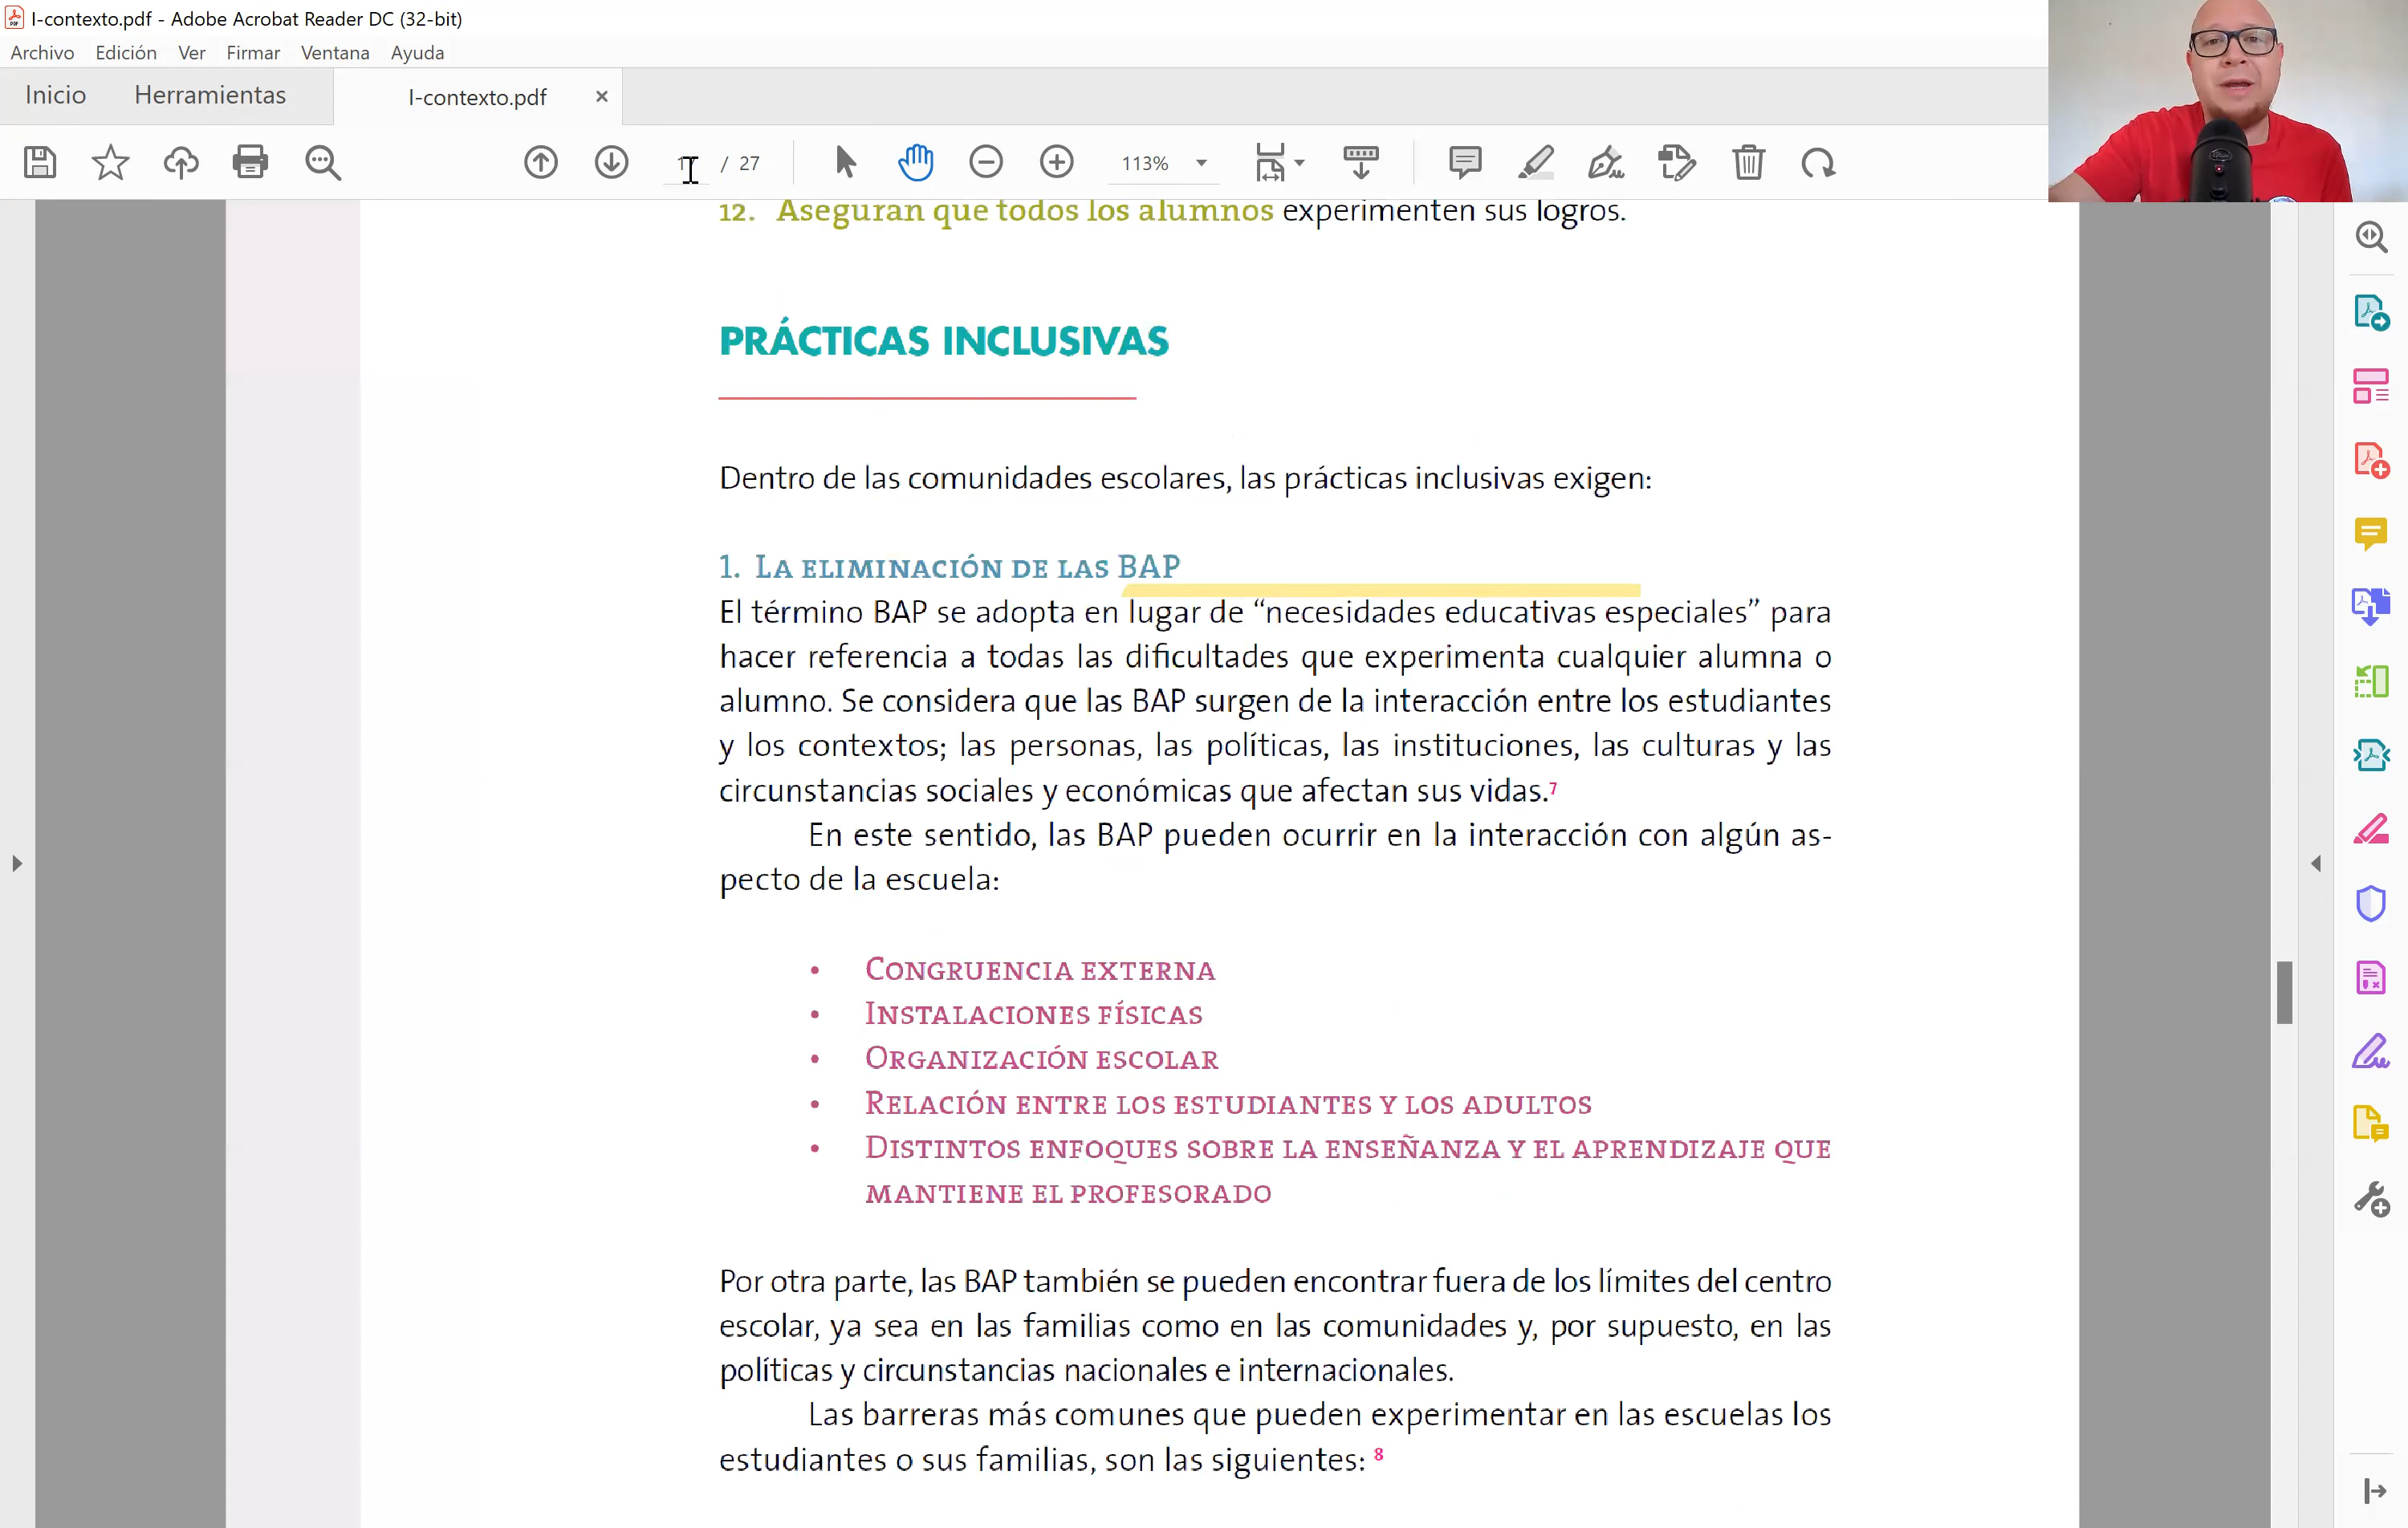 I-contexto.pdf - Adobe Acrobat Reader DC (32-bit)
Archivo Edición Ver Firmar Ventana Ayuda
Inicio Herramientas I-contexto.pdf
/ 27 113%
12. Aseguran que todos los alumnos experimenten sus logros.
PRÁCTICAS INCLUSIVAS
Dentro de las comunidades escolares, las prácticas inclusivas exigen:
1. La eliminación de las BAP
El término BAP se adopta en lugar de “necesidades educativas especiales” para
hacer referencia a todas las dificultades que experimenta cualquier alumna o
alumno. Se considera que las BAP surgen de la interacción entre los estudiantes
y los contextos; las personas, las políticas, las instituciones, las culturas y las
circunstancias sociales y económicas que afectan sus vidas.7
En este sentido, las BAP pueden ocurrir en la interacción con algún as-
pecto de la escuela:
• Congruencia externa
• Instalaciones físicas
• Organización escolar
• Relación entre los estudiantes y los adultos
• Distintos enfoques sobre la enseñanza y el aprendizaje que
mantiene el profesorado
Por otra parte, las BAP también se pueden encontrar fuera de los límites del centro
escolar, ya sea en las familias como en las comunidades y, por supuesto, en las
políticas y circunstancias nacionales e internacionales.
Las barreras más comunes que pueden experimentar en las escuelas los
estudiantes o sus familias, son las siguientes: 8